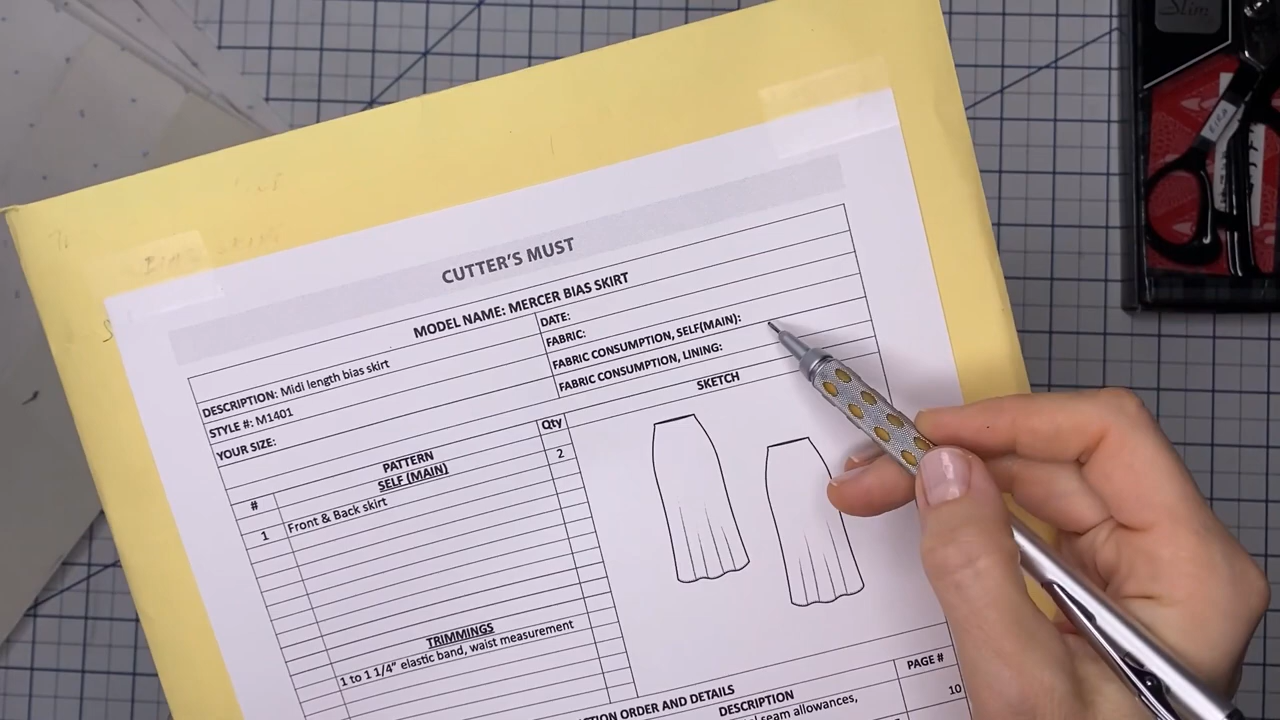 Slim
CUTTER'S MUST
MODEL NAME: MERCER BIAS SKIRT
DESCRIPTION: Midi length bias skirt
STYLE #: M1401
YOUR SIZE:
DATE:
FABRIC:
FABRIC CONSUMPTION, SELF(MAIN):
FABRIC CONSUMPTION, LINING:
PATTERN
Qty
#
SELF (MAIN)
2
1
Front & Back skirt
SKETCH
TRIMMINGS
1 to 1 1/4" elastic band, waist measurement
CTION ORDER AND DETAILS
DESCRIPTION
PAGE #
seam allowances,
10